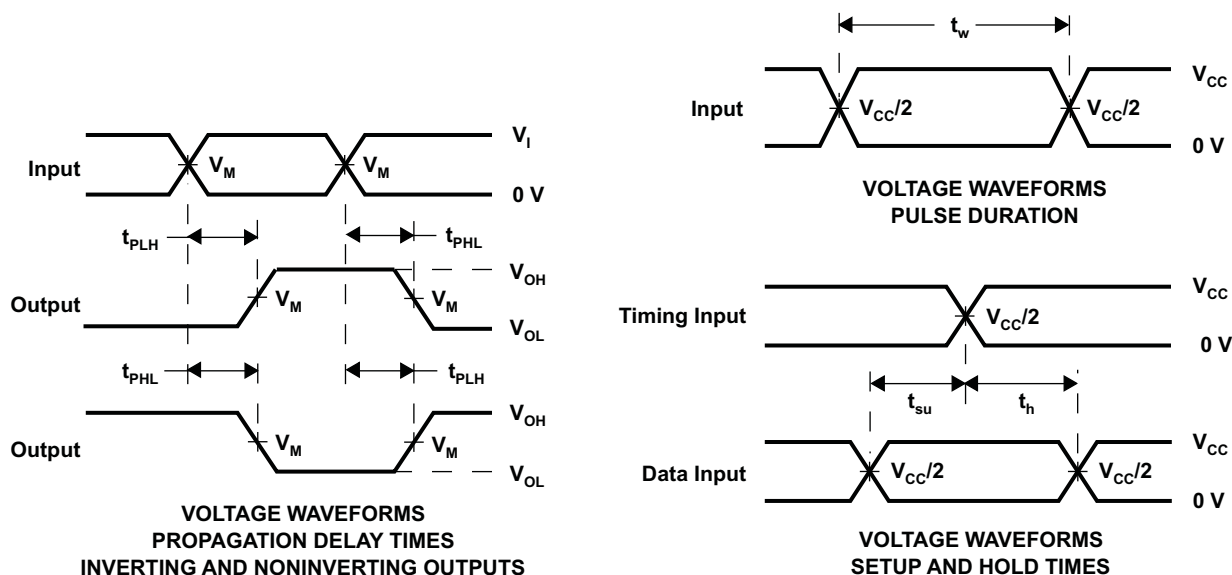 Input
V_I
V_M
V_M
0 V
t_PLH
t_PHL
Output
V_OH
V_M
V_M
V_OL
t_PHL
t_PLH
Output
V_OH
V_M
V_M
V_OL
VOLTAGE WAVEFORMS
PROPAGATION DELAY TIMES
INVERTING AND NONINVERTING OUTPUTS
t_w
Input
V_CC
V_CC/2
V_CC/2
0 V
VOLTAGE WAVEFORMS
PULSE DURATION
Timing Input
V_CC
V_CC/2
0 V
t_su
t_h
Data Input
V_CC
V_CC/2
V_CC/2
0 V
VOLTAGE WAVEFORMS
SETUP AND HOLD TIMES